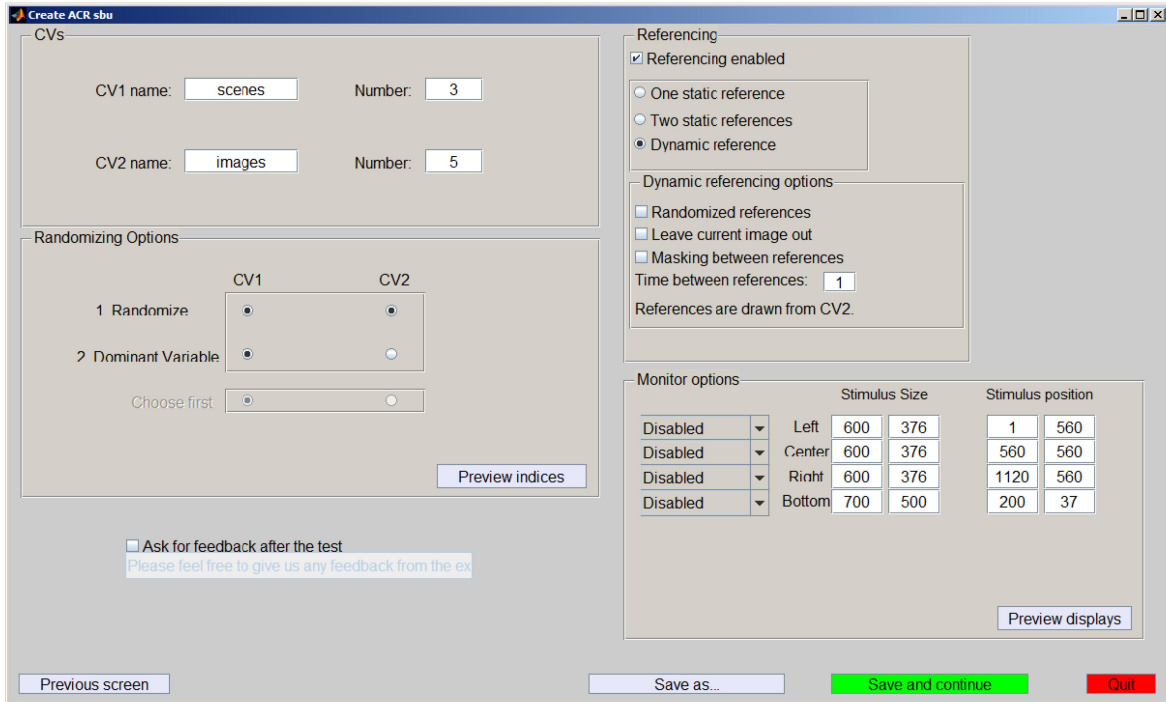 Create ACR sbu
CVs
CV1 name: scenes Number: 3
CV2 name: images Number: 5
Randomizing Options
CV1 CV2
1 Randomize
2 Dominant Variable
Choose first
Preview indices
Ask for feedback after the test
Please feel free to give us any feedback from the ex
Referencing
Referencing enabled
One static reference
Two static references
Dynamic reference
Dynamic referencing options
Randomized references
Leave current image out
Masking between references
Time between references: 1
References are drawn from CV2.
Monitor options
Stimulus Size Stimulus position
Disabled Left 600 376 1 560
Disabled Center 600 376 560 560
Disabled Right 600 376 1120 560
Disabled Bottom 700 500 200 37
Preview displays
Previous screen Save as... Save and continue Quit